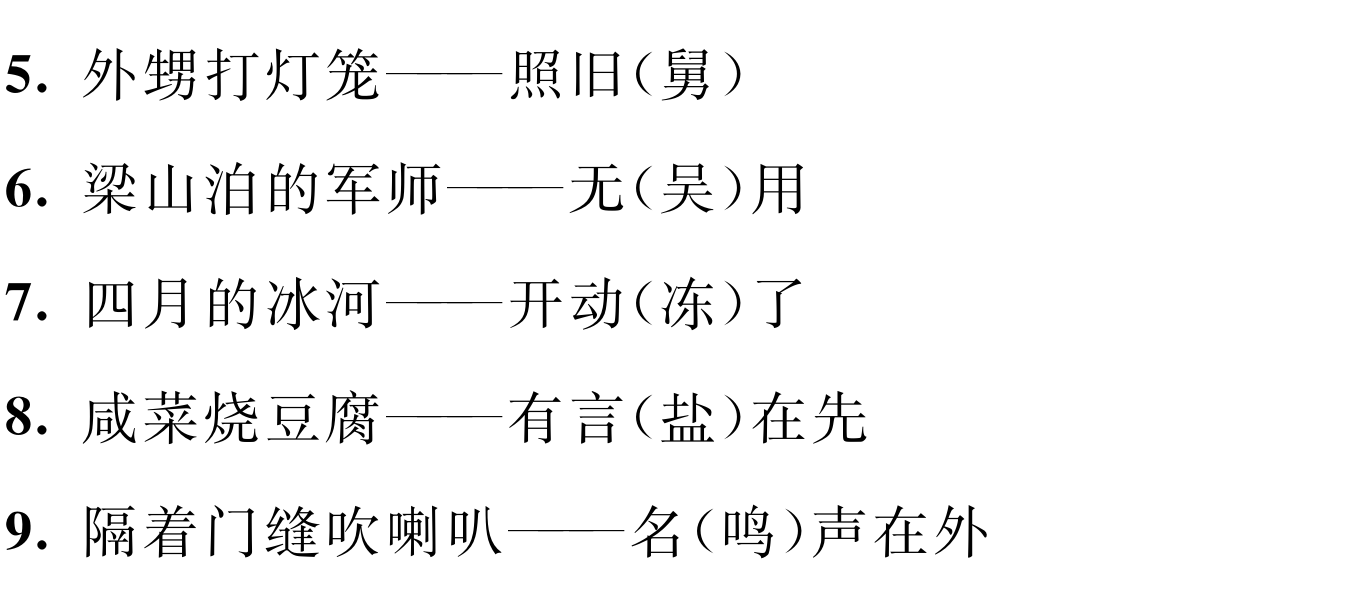 5. 外甥打灯笼——照旧(舅)
6. 梁山泊的军师——无(吴)用
7. 四月的冰河——开动(冻)了
8. 咸菜烧豆腐——有言(盐)在先
9. 隔着门缝吹喇叭——名(鸣)声在外